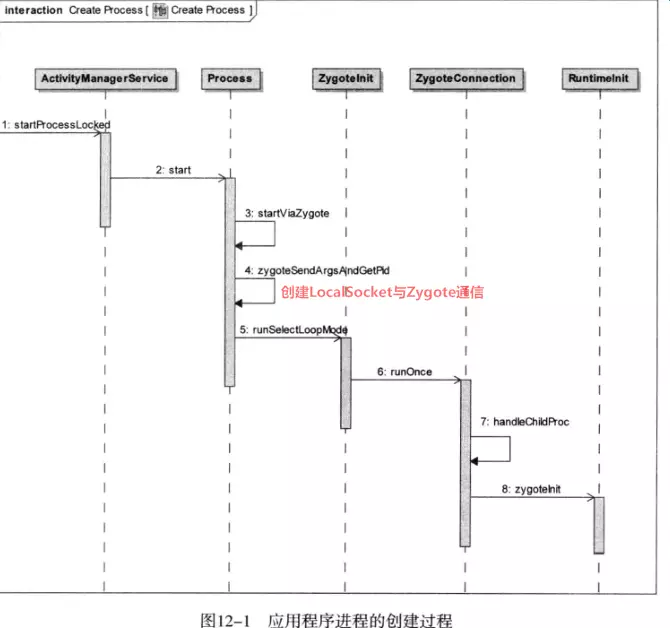 interaction Create Process [ Create Process ]
ActivityManagerService
Process
ZygoteInit
ZygoteConnection
RuntimeInit
1: startProcessLocked
2: start
3: startViaZygote
4: zygoteSendArgsAndGetPid
创建LocalSocket与Zygote通信
5: runSelectLoopMode
6: runOnce
7: handleChildProc
8: zygoteInit
图12-1 应用程序进程的创建过程